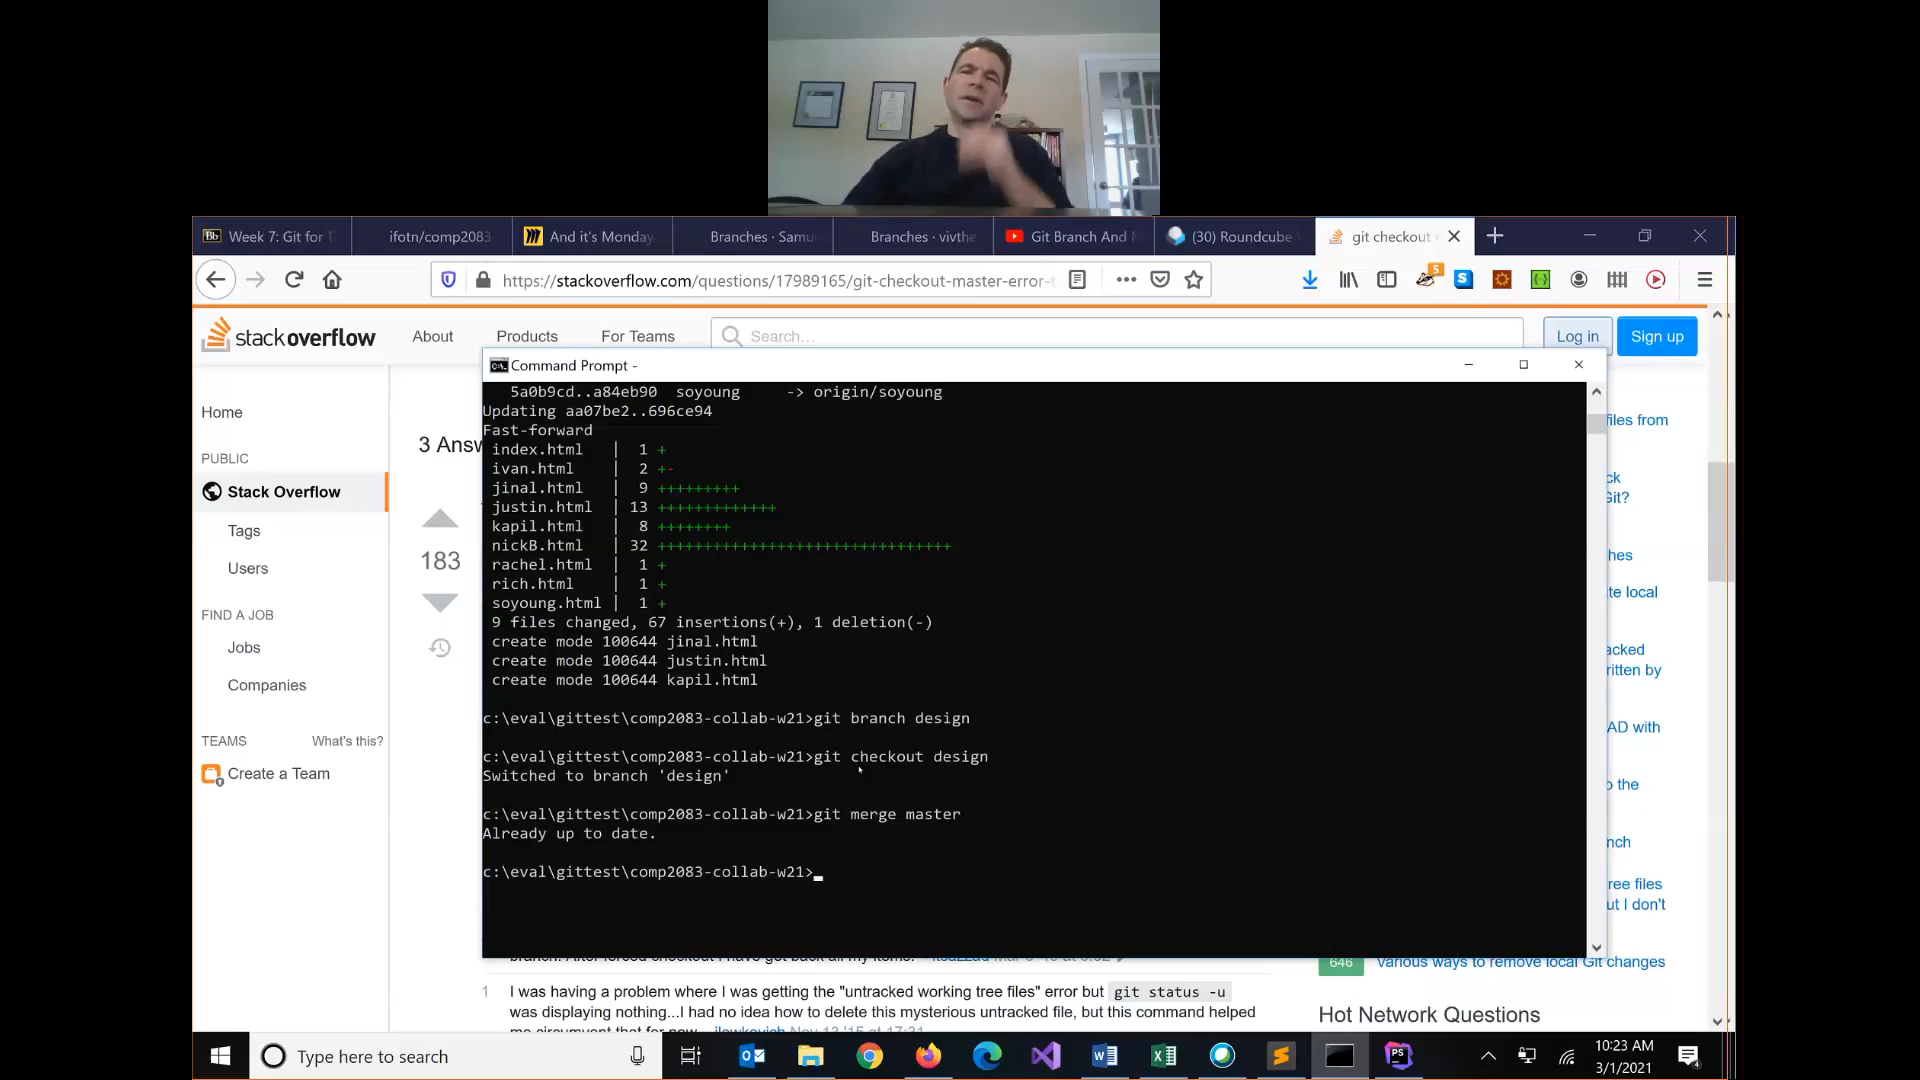 Week 7: Git for T
ifotn/comp2083-
And it's Monday
Branches · Samu
Branches · vivthe
Git Branch And M
(30) Roundcube
git checkout
https://stackoverflow.com/questions/17989165/git-checkout-master-error-t
5
stackoverflow
About
Products
For Teams
Search...
Log in
Sign up
Command Prompt -
Home
PUBLIC
Stack Overflow
Tags
Users
FIND A JOB
Jobs
Companies
TEAMS
What's this?
Create a Team
3 Answ
183
5a0b9cd..a84eb90 soyoung -> origin/soyoung
Updating aa07be2..696ce94
Fast-forward
index.html | 1 +
ivan.html | 2 +-
jinal.html | 9 +++++++++
justin.html | 13 +++++++++++++
kapil.html | 8 ++++++++
nickB.html | 32 ++++++++++++++++++++++++++++++++
rachel.html | 1 +
rich.html | 1 +
soyoung.html | 1 +
9 files changed, 67 insertions(+), 1 deletion(-)
create mode 100644 jinal.html
create mode 100644 justin.html
create mode 100644 kapil.html
c:\eval\gittest\comp2083-collab-w21>git branch design
c:\eval\gittest\comp2083-collab-w21>git checkout design
Switched to branch 'design'
c:\eval\gittest\comp2083-collab-w21>git merge master
Already up to date.
c:\eval\gittest\comp2083-collab-w21>
files from
ck
Git?
hes
te local
acked
ritten by
AD with
o the
nch
ree files
ut I don't
646
various ways to remove local Git changes
1
I was having a problem where I was getting the "untracked working tree files" error but git status -u
was displaying nothing...I had no idea how to delete this mysterious untracked file, but this command helped
Hot Network Questions
Type here to search
10:23 AM
3/1/2021